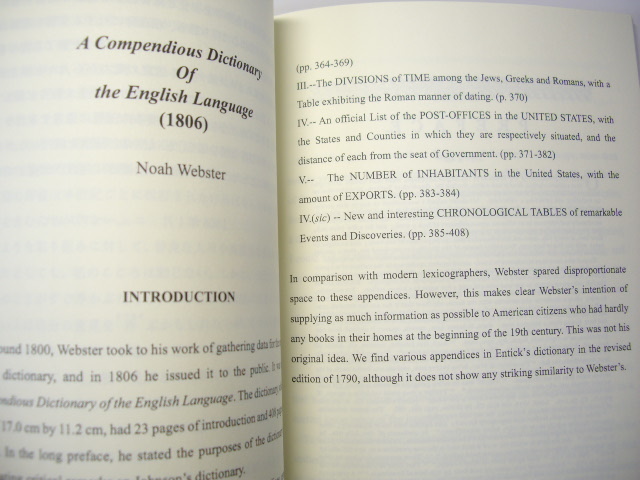 A Compendious Dictionary
Of
the English Language
(1806)
Noah Webster
INTRODUCTION
1800, Webster took to his work of gathering data
dictionary, and in 1806 he issued it to the public. It
Dictionary of the English Language. The dictionary
17.0 cm by 11.2 cm, had 23 pages of introduction and
In the long preface, he stated the purposes of the
dictionary.
(pp. 364-369)
III.--The DIVISIONS of TIME among the Jews, Greeks and Romans, with a
Table exhibiting the Roman manner of dating. (p. 370)
IV.-- An official List of the POST-OFFICES in the UNITED STATES, with
the States and Counties in which they are respectively situated, and the
distance of each from the seat of Government. (pp. 371-382)
V.-- The NUMBER of INHABITANTS in the United States, with the
amount of EXPORTS. (pp. 383-384)
IV.(sic) -- New and interesting CHRONOLOGICAL TABLES of remarkable
Events and Discoveries. (pp. 385-408)
In comparison with modern lexicographers, Webster spared disproportionate
space to these appendices. However, this makes clear Webster's intention of
supplying as much information as possible to American citizens who had hardly
any books in their homes at the beginning of the 19th century. This was not his
original idea. We find various appendices in Entick's dictionary in the revised
edition of 1790, although it does not show any striking similarity to Webster's.